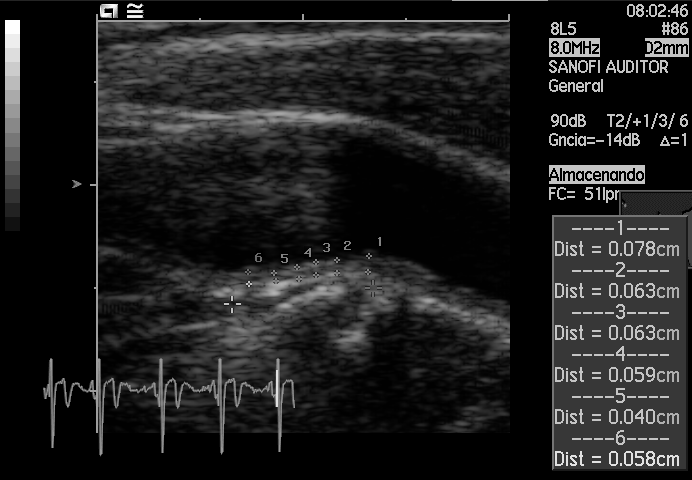 08:02:46
8L5 #86
8.0MHz D2mm
SANOFI AUDITOR
General
90dB T2/+1/3/ 6
Gncia=-14dB Δ=1
Almacenando
FC= 51lpr
6 5 4 3 2 1
----1----
Dist = 0.078cm
----2----
Dist = 0.063cm
----3----
Dist = 0.063cm
----4----
Dist = 0.059cm
----5----
Dist = 0.040cm
----6----
Dist = 0.058cm